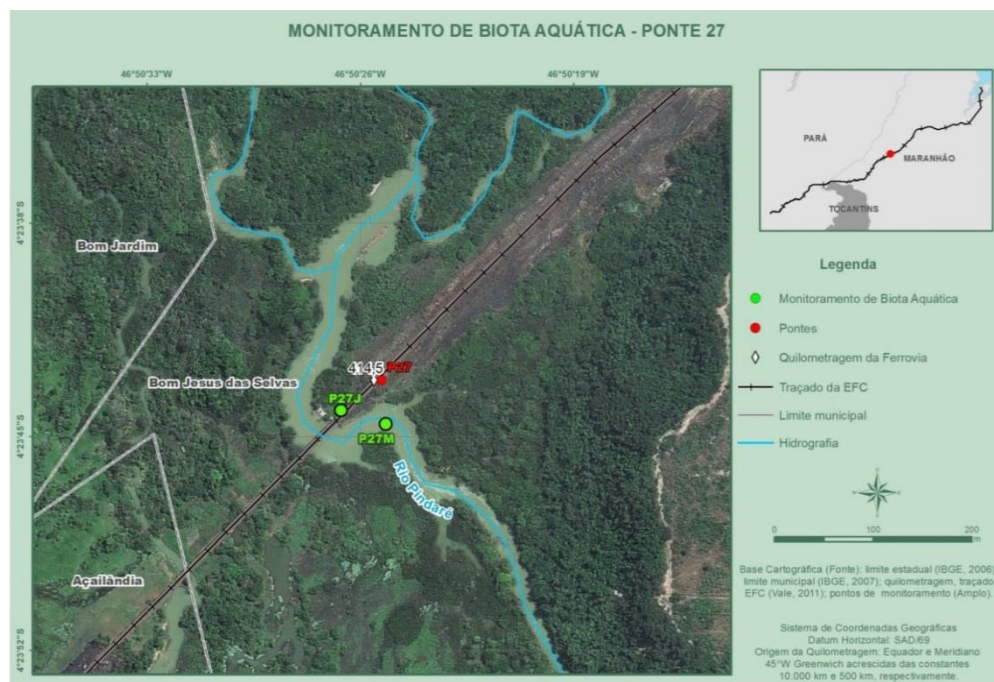 MONITORAMENTO DE BIOTA AQUÁTICA - PONTE 27
46°50'33"W
46°50'26"W
46°50'19"W
4°23'38"S
4°23'45"S
4°23'52"S
Bom Jardim
Bom Jesus das Selvas
Açailândia
P27
P27J
P27M
Rio Pindaré
PARÁ
MARANHÃO
TOCANTINS
Legenda
Monitoramento de Biota Aquática
Pontes
Quilometragem da Ferrovia
Traçado da EFC
Limite municipal
Hidrografia
0 100 200
m
Base Cartográfica (Fonte): limite estadual (IBGE, 2006)
limite municipal (IBGE, 2007); quilometragem, traçado
EFC (Vale, 2011); pontos de monitoramento (Amplo).
Sistema de Coordenadas Geográficas
Datum Horizontal: SAD/69
Origem da Quilometragem: Equador e Meridiano
45°W Greenwich acrescidas das constantes
10.000 km e 500 km, respectivamente.